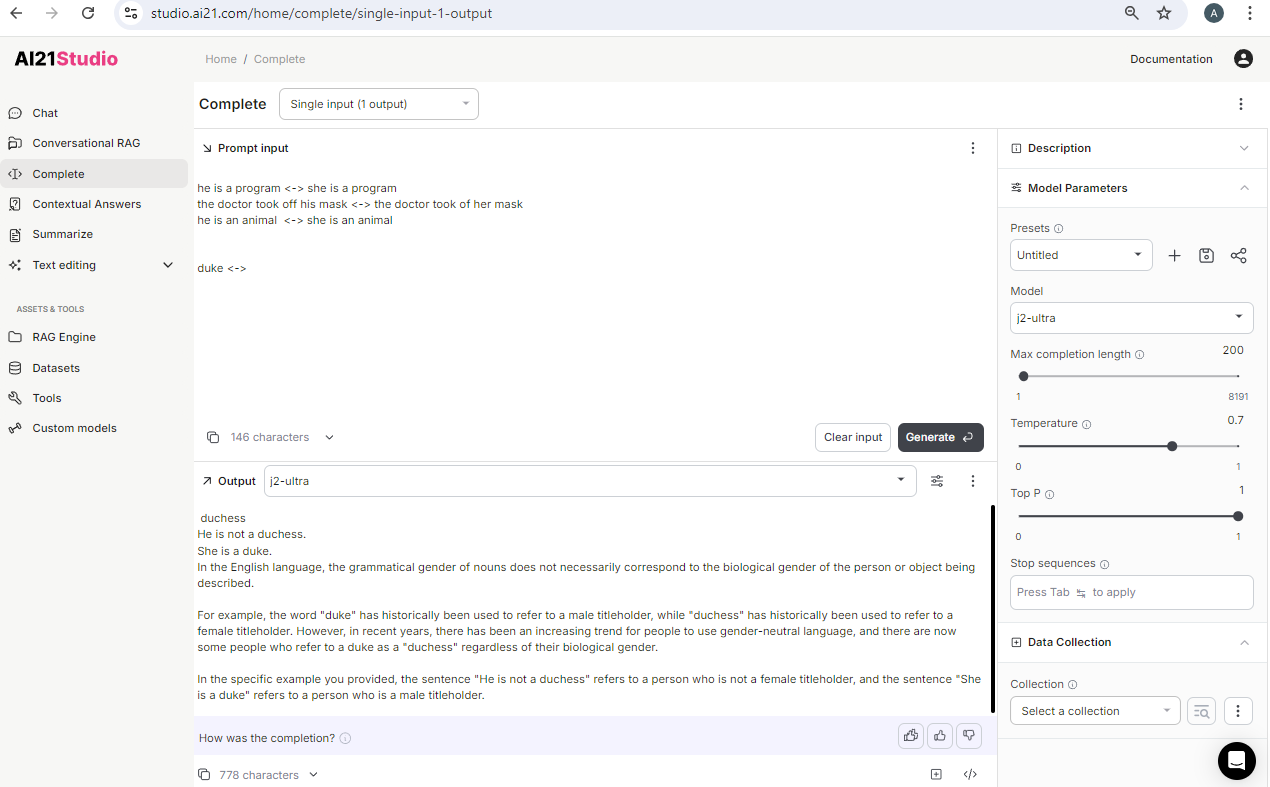 studio.ai21.com/home/complete/single-input-1-output
A
AI21Studio
Home / Complete
Documentation
Chat
Conversational RAG
Complete
Contextual Answers
Summarize
Text editing
ASSETS & TOOLS
RAG Engine
Datasets
Tools
Custom models
Complete
Single input (1 output)
Prompt input
he is a program <-> she is a program
the doctor took off his mask <-> the doctor took of her mask
he is an animal <-> she is an animal
duke <->
146 characters
Clear input
Generate
Output
j2-ultra
duchess
He is not a duchess.
She is a duke.
In the English language, the grammatical gender of nouns does not necessarily correspond to the biological gender of the person or object being
described.
For example, the word "duke" has historically been used to refer to a male titleholder, while "duchess" has historically been used to refer to a
female titleholder. However, in recent years, there has been an increasing trend for people to use gender-neutral language, and there are now
some people who refer to a duke as a "duchess" regardless of their biological gender.
In the specific example you provided, the sentence "He is not a duchess" refers to a person who is not a female titleholder, and the sentence "She
is a duke" refers to a person who is a male titleholder.
How was the completion?
778 characters
Description
Model Parameters
Presets
Untitled
Model
j2-ultra
Max completion length 200
1 8191
Temperature 0.7
0 1
Top P 1
0 1
Stop sequences
Press Tab to apply
Data Collection
Collection
Select a collection